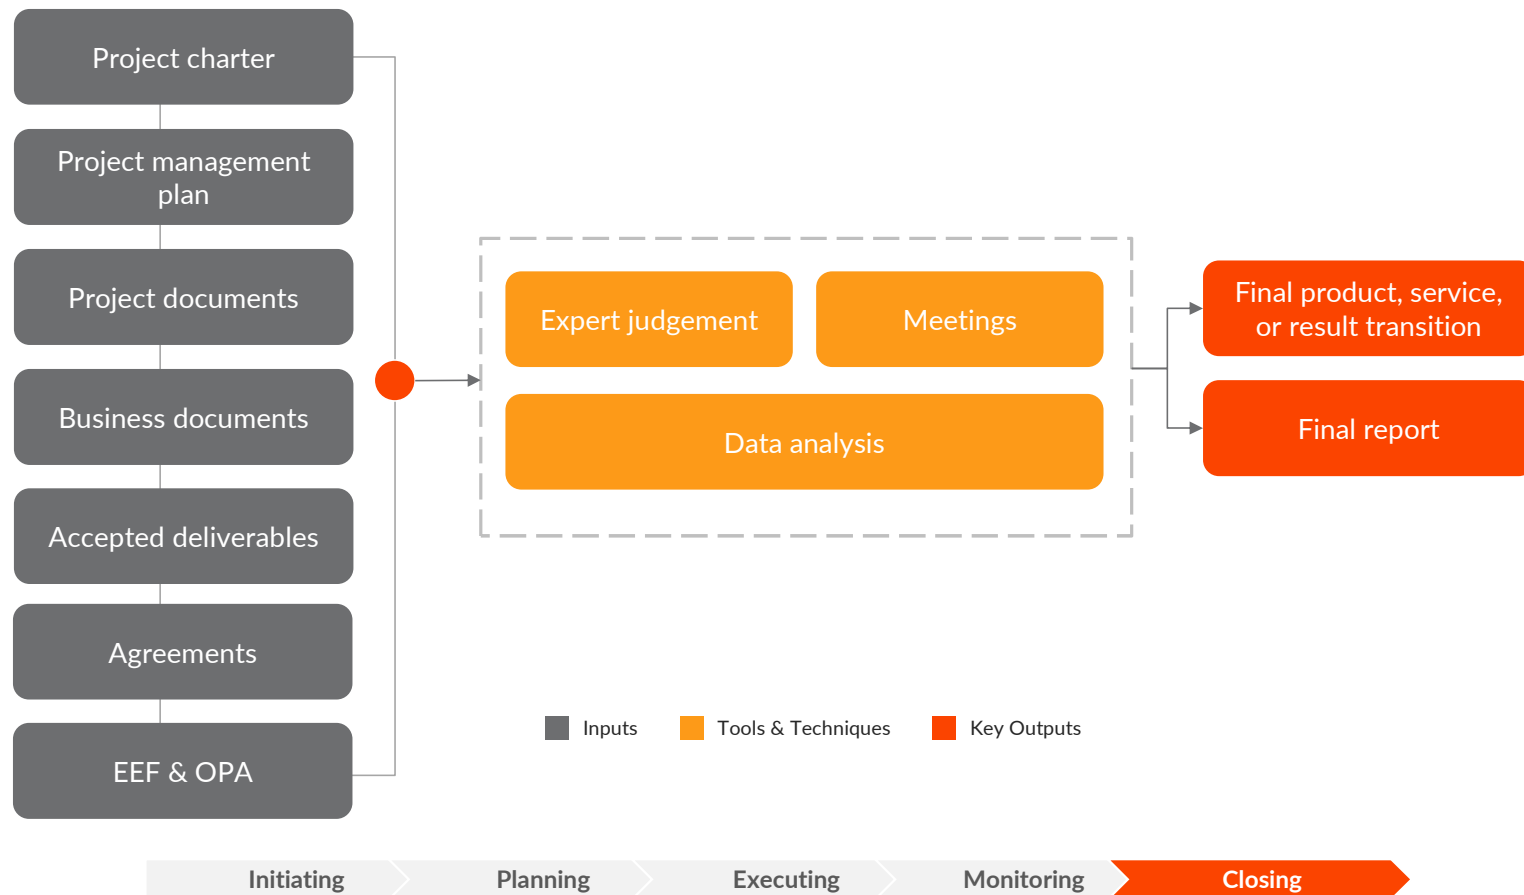 Project charter
Project management
plan
Project documents
Business documents
Accepted deliverables
Agreements
EEF & OPA
Expert judgement
Meetings
Data analysis
Final product, service,
or result transition
Final report
Inputs
Tools & Techniques
Key Outputs
Initiating
Planning
Executing
Monitoring
Closing